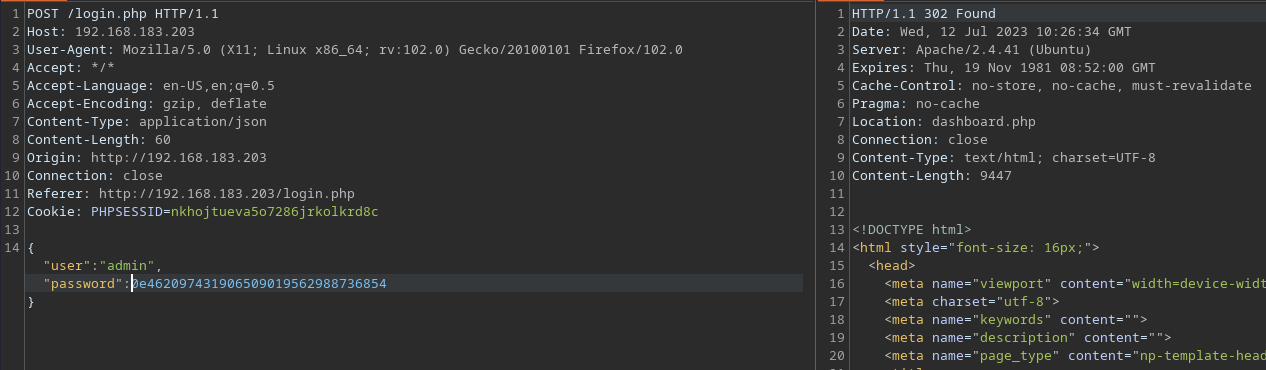 1 POST /login.php HTTP/1.1
2 Host: 192.168.183.203
3 User-Agent: Mozilla/5.0 (X11; Linux x86_64; rv:102.0) Gecko/20100101 Firefox/102.0
4 Accept: */*
5 Accept-Language: en-US,en;q=0.5
6 Accept-Encoding: gzip, deflate
7 Content-Type: application/json
8 Content-Length: 60
9 Origin: http://192.168.183.203
10 Connection: close
11 Referer: http://192.168.183.203/login.php
12 Cookie: PHPSESSID=nkhojtueva5o7286jrkolkrd8c
13
14 {
"user":"admin",
"password":0e462097431906509019562988736854
}
1 HTTP/1.1 302 Found
2 Date: Wed, 12 Jul 2023 10:26:34 GMT
3 Server: Apache/2.4.41 (Ubuntu)
4 Expires: Thu, 19 Nov 1981 08:52:00 GMT
5 Cache-Control: no-store, no-cache, must-revalidate
6 Pragma: no-cache
7 Location: dashboard.php
8 Connection: close
9 Content-Type: text/html; charset=UTF-8
10 Content-Length: 9447
11
12
13 <!DOCTYPE html>
14 <html style="font-size: 16px;">
15 <head>
16 <meta name="viewport" content="width=device-widt
17 <meta charset="utf-8">
18 <meta name="keywords" content="">
19 <meta name="description" content="">
20 <meta name="page_type" content="np-template-head